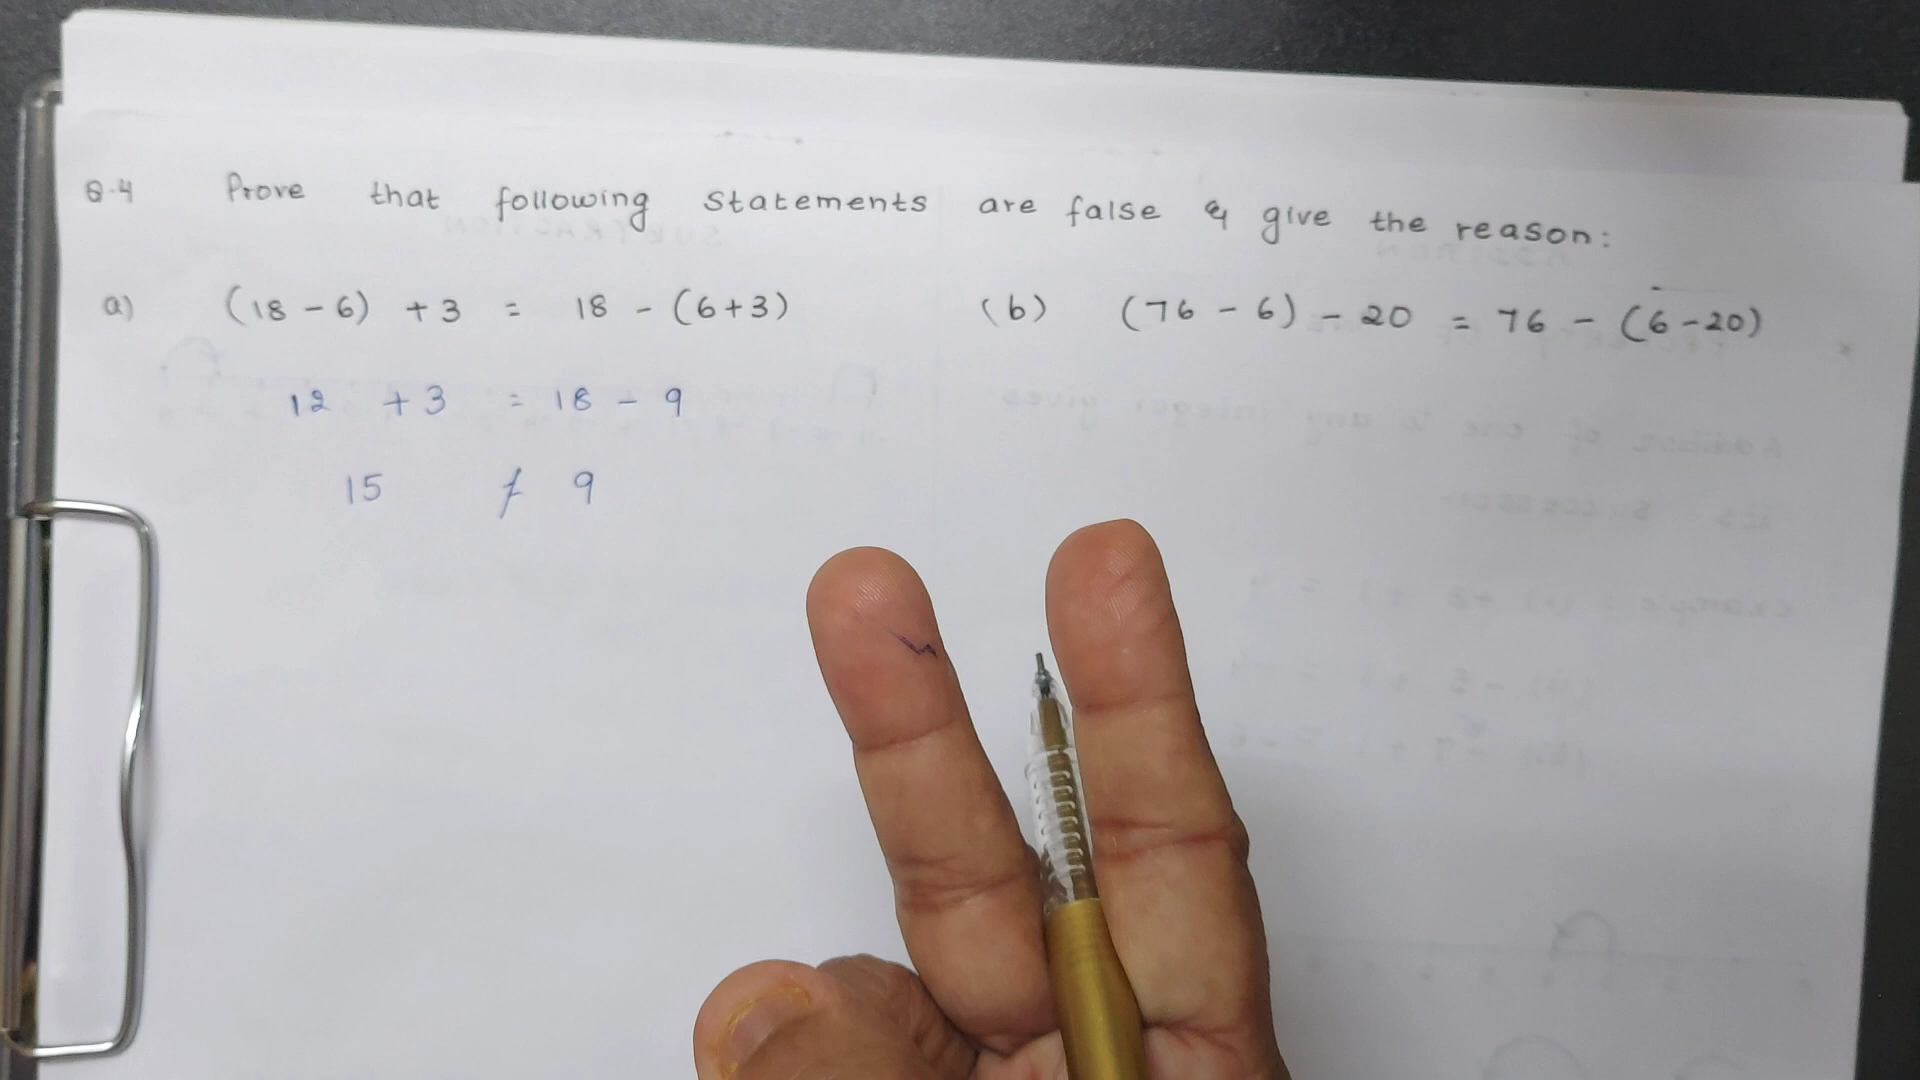 Q.4 Prove that following statements are false & give the reason:
a) (18 - 6) + 3 = 18 - (6+3)
12 + 3 = 18 - 9
15 ≠ 9
(b) (76 - 6) - 20 = 76 - (6 - 20)